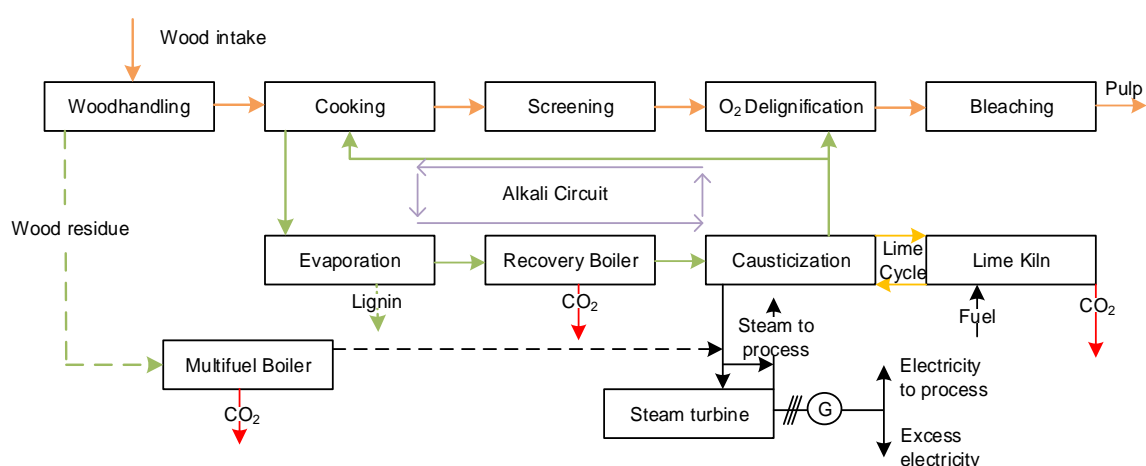 Wood intake
Woodhandling
Cooking
Screening
O₂ Delignification
Bleaching
Pulp
Alkali Circuit
Wood residue
Evaporation
Recovery Boiler
Causticization
Lime
Cycle
Lime Kiln
Lignin
CO₂
Steam to
process
Fuel
CO₂
Multifuel Boiler
CO₂
Steam turbine
G
Electricity
to process
Excess
electricity